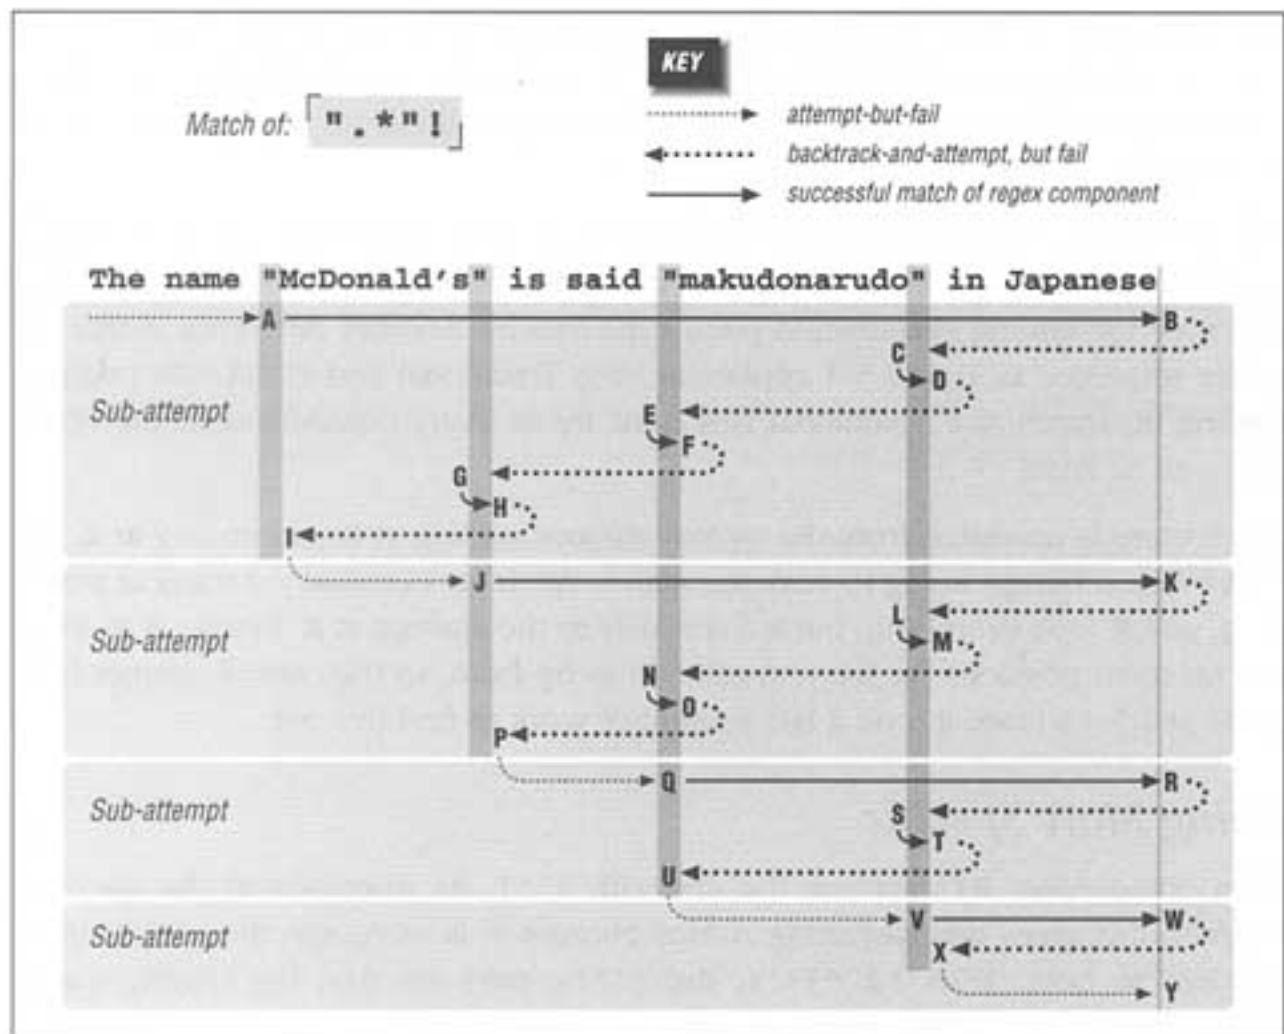 KEY
Match of: ".*"!
attempt-but-fail
backtrack-and-attempt, but fail
successful match of regex component
The name "McDonald's" is said "makudonarudo" in Japanese
A B
C D
Sub-attempt
E F
G H
I
J K
L M
Sub-attempt
N O
P
Q R
Sub-attempt
S T
U
V W
Sub-attempt
X
Y